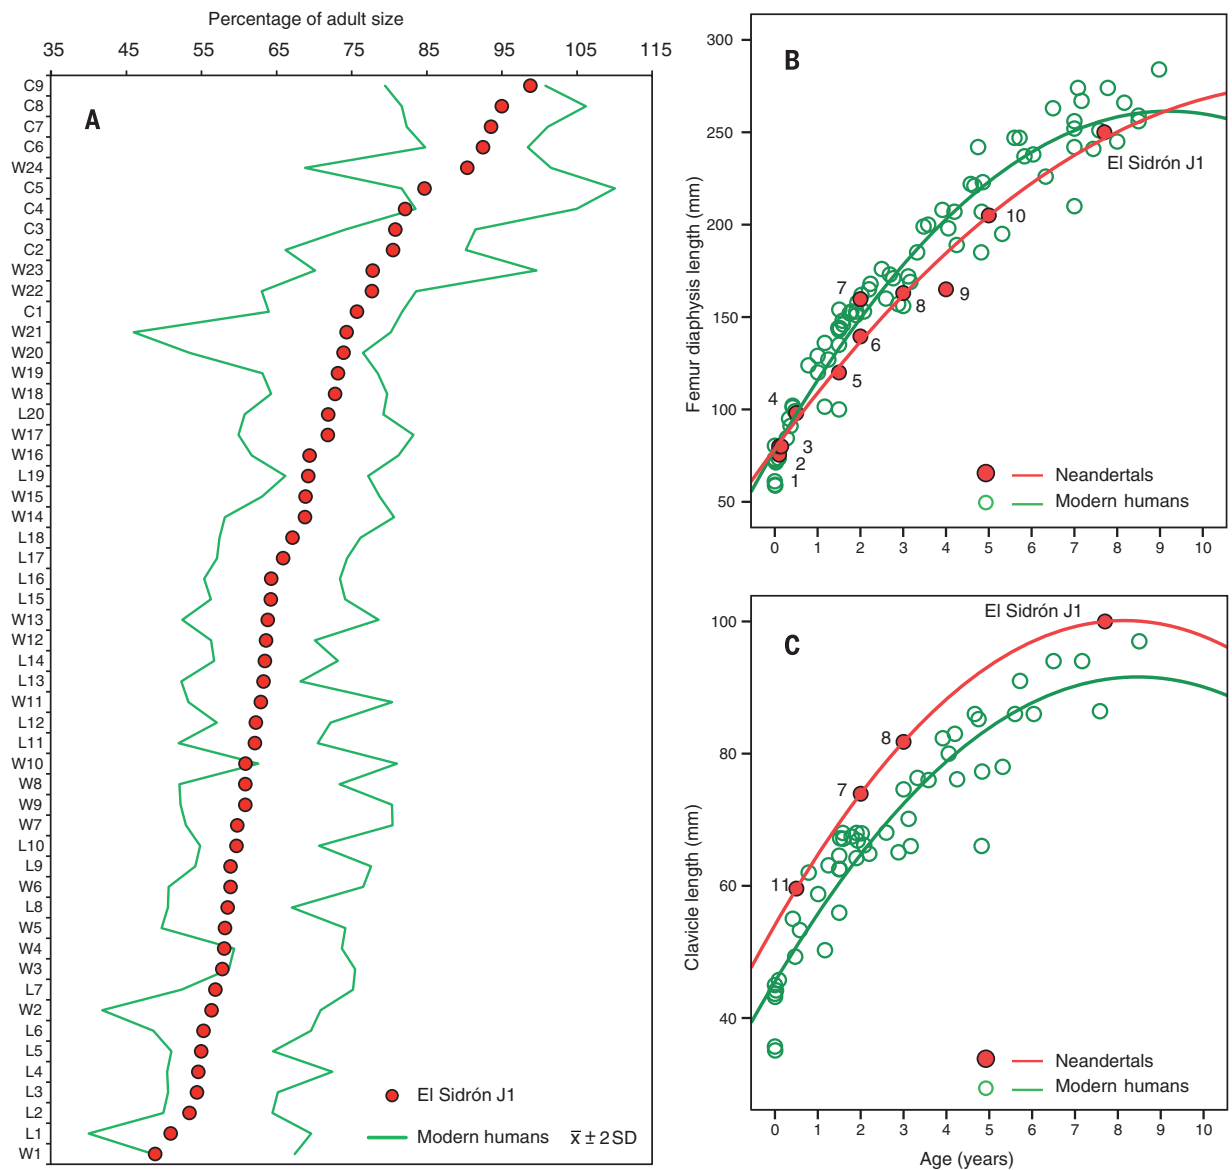 Percentage of adult size
35 45 55 65 75 85 95 105 115
A
C9
C8
C7
C6
W24
C5
C4
C3
C2
W23
W22
C1
W21
W20
W19
W18
L20
W17
W16
L19
W15
W14
L18
L17
L16
L15
W13
W12
L14
L13
W11
L12
L11
W10
W8
W9
W7
L10
L9
W6
L8
W5
W4
W3
L7
W2
L6
L5
L4
L3
L2
L1
W1
El Sidrón J1
Modern humans x̅ ± 2SD
B
Femur diaphysis length (mm)
300
250
200
150
100
50
El Sidrón J1
10
9
8
7
6
5
4
3
2
1
Neandertals
Modern humans
0 1 2 3 4 5 6 7 8 9 10
C
Clavicle length (mm)
100
80
60
40
El Sidrón J1
8
7
11
Neandertals
Modern humans
0 1 2 3 4 5 6 7 8 9 10
Age (years)